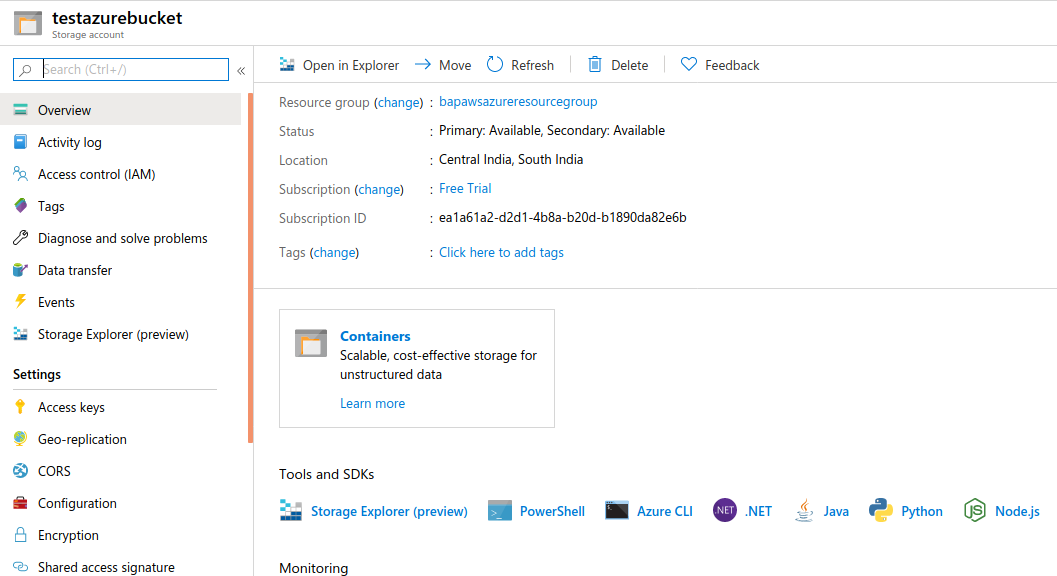 testazurebucket
Storage account
Search (Ctrl+/)
«
Overview
Activity log
Access control (IAM)
Tags
Diagnose and solve problems
Data transfer
Events
Storage Explorer (preview)
Settings
Access keys
Geo-replication
CORS
Configuration
Encryption
Shared access signature
Open in Explorer Move Refresh Delete Feedback
Resource group (change) : bapawsazureresourcegroup
Status : Primary: Available, Secondary: Available
Location : Central India, South India
Subscription (change) : Free Trial
Subscription ID : ea1a61a2-d2d1-4b8a-b20d-b1890da82e6b
Tags (change) : Click here to add tags
Containers
Scalable, cost-effective storage for
unstructured data
Learn more
Tools and SDKs
Storage Explorer (preview) PowerShell Azure CLI .NET .NET Java Python JS Node.js
Monitoring